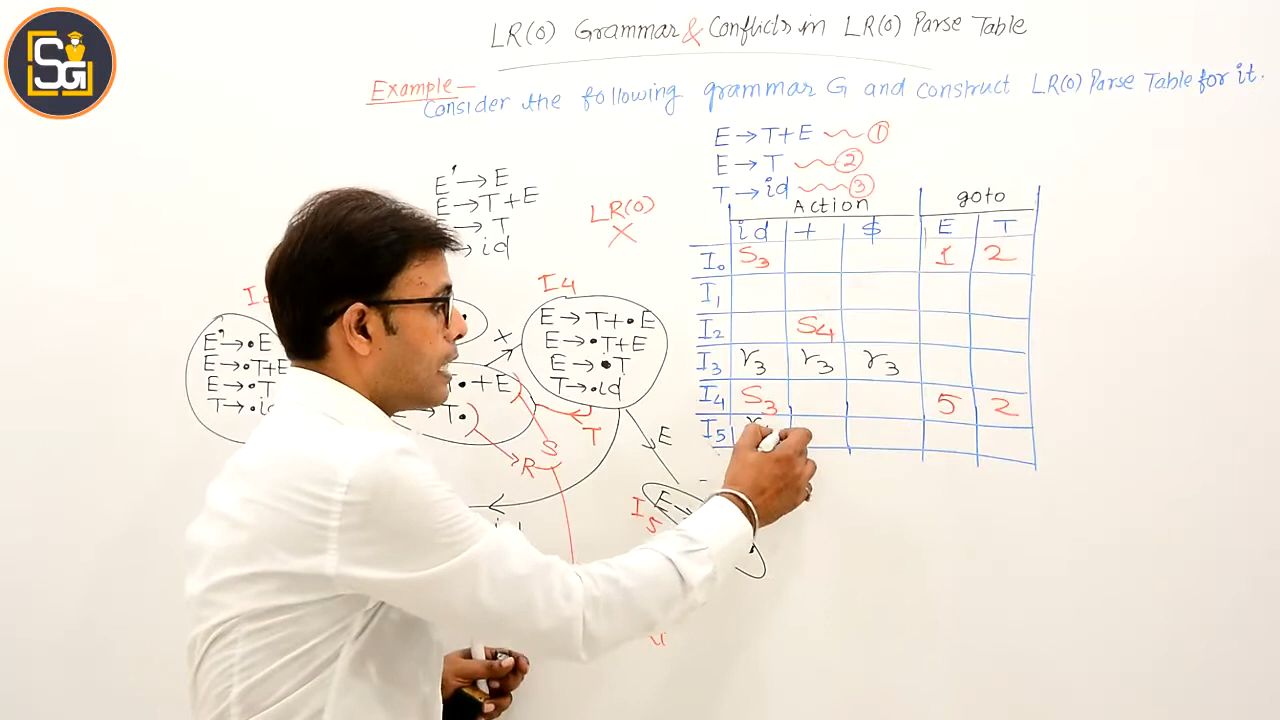 SG
LR(0) Grammar & Conflicts in LR(0) Parse Table
Example—
Consider the following grammar G and construct LR(0) Parse Table for it.
E → T+E ①
E → T ②
T → id ③
E' → E
E → T+E
→ T
→ id
LR(0)
X
Action goto
id + $ E T
I₀ S₃ 1 2
I₁
I₂ S₄
I₃ r₃ r₃ r₃
I₄ S₃ 5 2
I₅ r
I₄
E → T+•E
E → •T+E
E → •T
T → •id
E' → •E
E → •T+E
E → •T
T → •id
T•+E
T•
+
T
S
R
E
I₅
E →